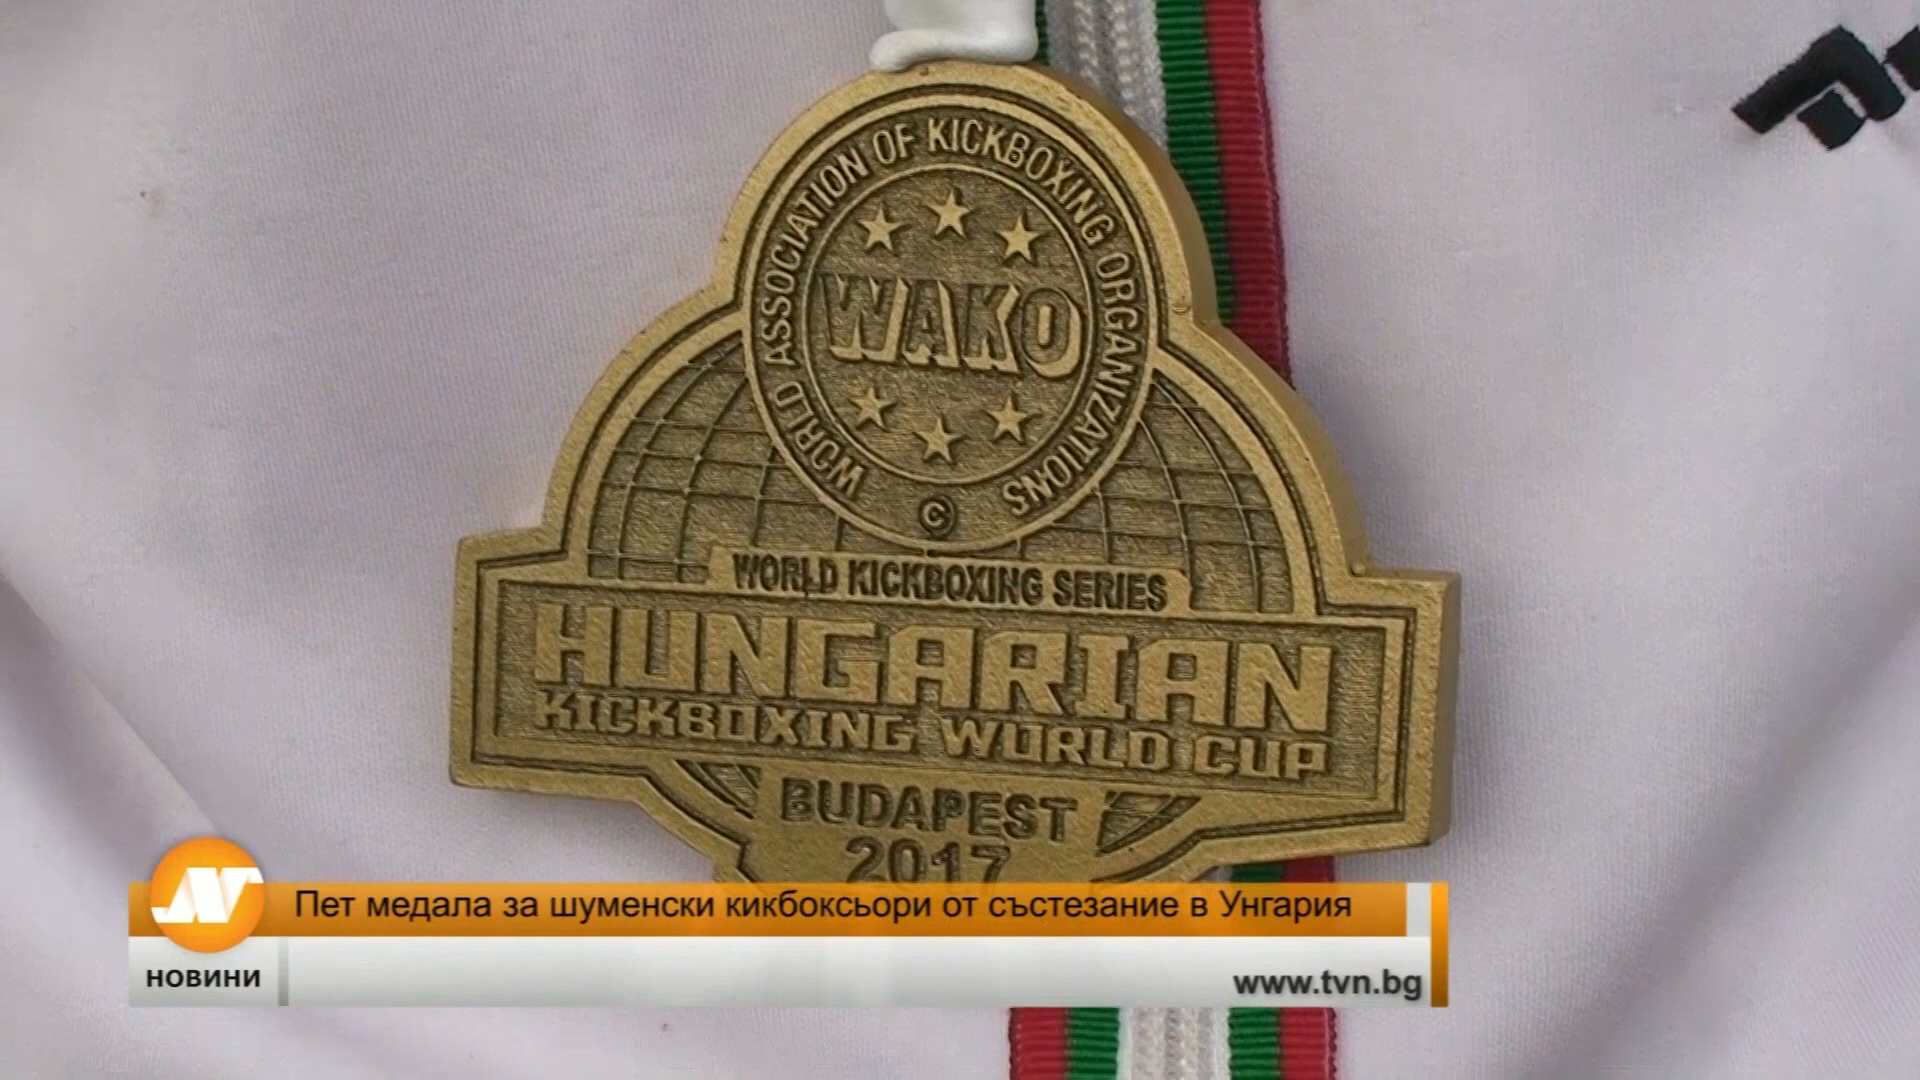 WORLD ASSOCIATION OF KICKBOXING ORGANIZATIONS
WAKO
©
WORLD KICKBOXING SERIES
HUNGARIAN
KICKBOXING WORLD CUP
BUDAPEST
2017
Пет медала за шуменски кикбоксьори от състезание в Унгария
новини
www.tvn.bg